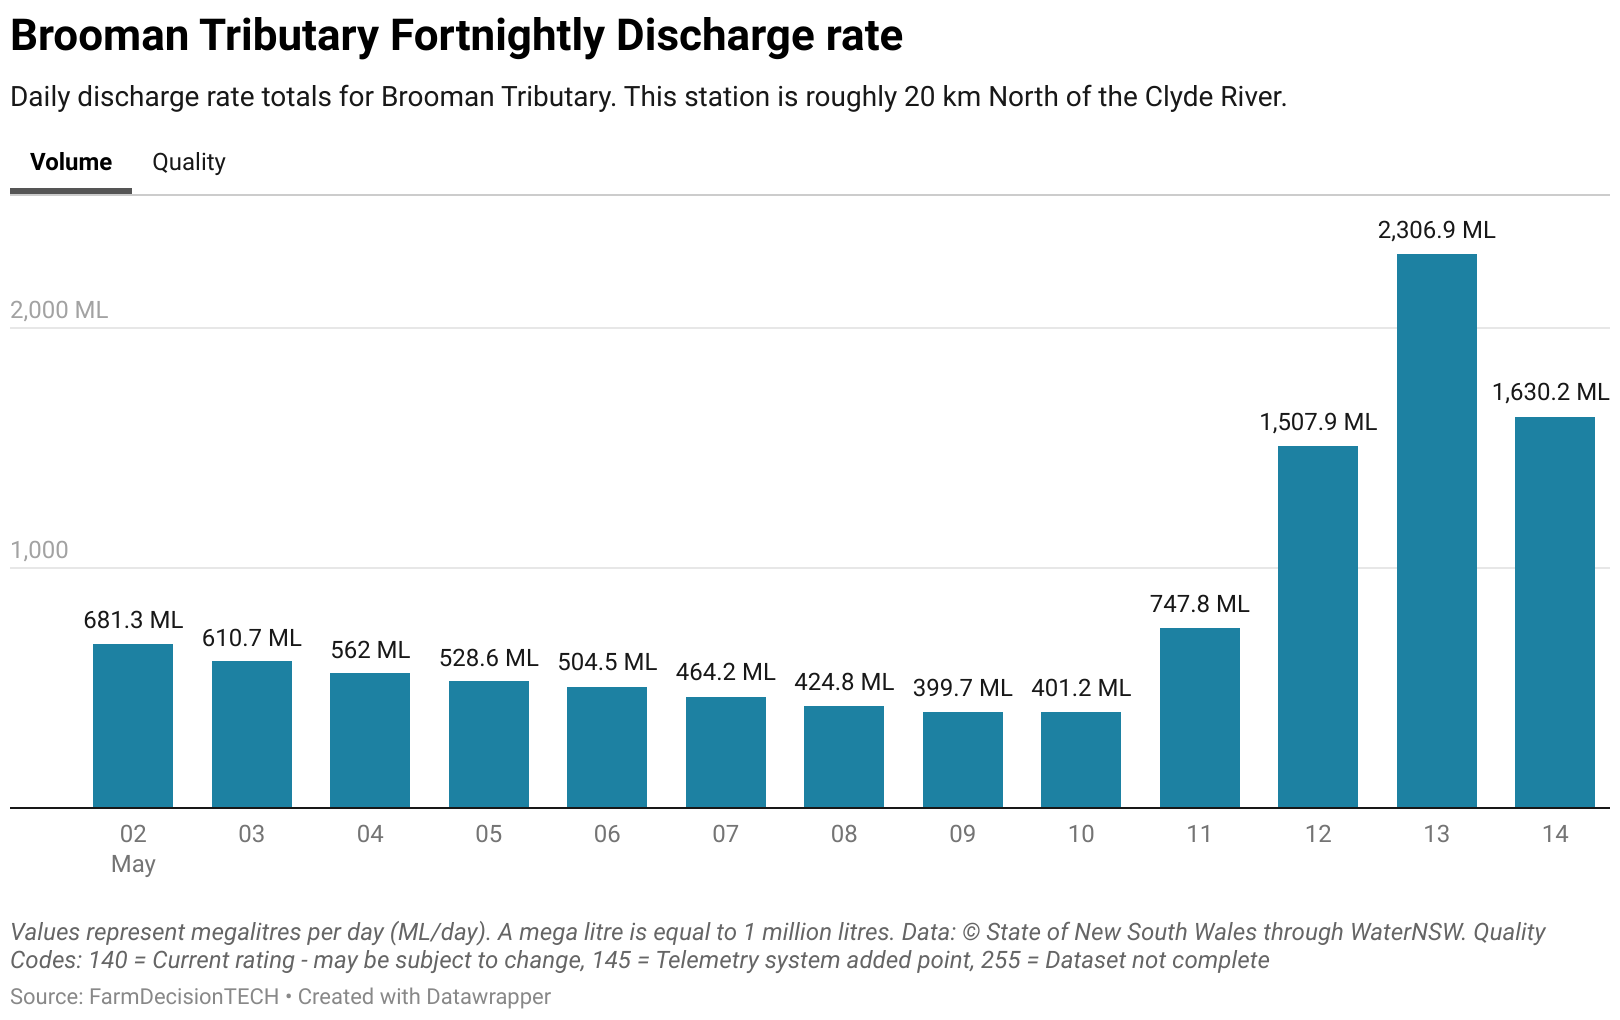 Brooman Tributary Fortnightly Discharge rate
Daily discharge rate totals for Brooman Tributary. This station is roughly 20 km North of the Clyde River.
Volume Quality
2,306.9 ML
2,000 ML
1,630.2 ML
1,507.9 ML
1,000
747.8 ML
681.3 ML
610.7 ML
562 ML
528.6 ML
504.5 ML
464.2 ML
424.8 ML
399.7 ML
401.2 ML
02 03 04 05 06 07 08 09 10 11 12 13 14
May
Values represent megalitres per day (ML/day). A mega litre is equal to 1 million litres. Data: © State of New South Wales through WaterNSW. Quality
Codes: 140 = Current rating - may be subject to change, 145 = Telemetry system added point, 255 = Dataset not complete
Source: FarmDecisionTECH • Created with Datawrapper